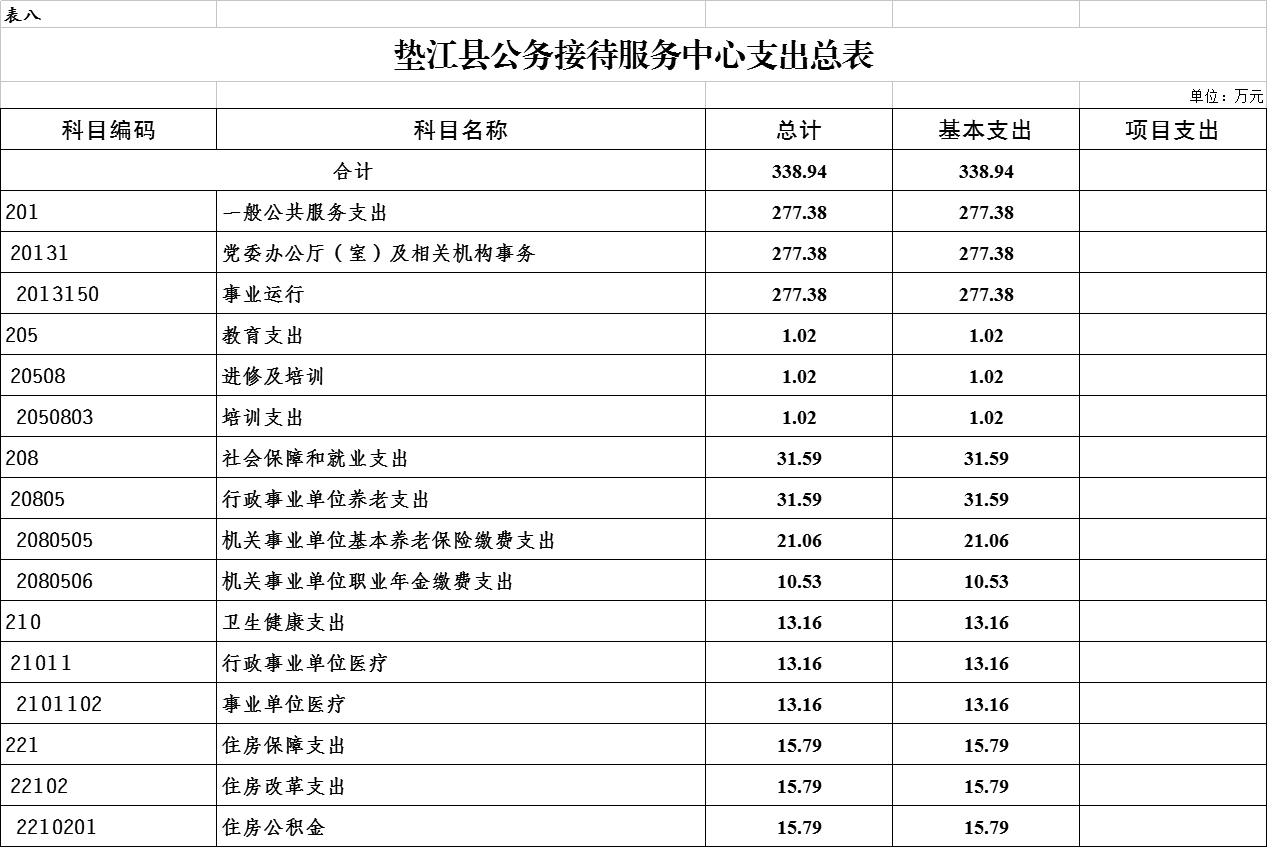 表八
垫江县公务接待服务中心支出总表
单位：万元
科目编码 科目名称 总计 基本支出 项目支出
合计 338.94 338.94
201 一般公共服务支出 277.38 277.38
20131 党委办公厅（室）及相关机构事务 277.38 277.38
2013150 事业运行 277.38 277.38
205 教育支出 1.02 1.02
20508 进修及培训 1.02 1.02
2050803 培训支出 1.02 1.02
208 社会保障和就业支出 31.59 31.59
20805 行政事业单位养老支出 31.59 31.59
2080505 机关事业单位基本养老保险缴费支出 21.06 21.06
2080506 机关事业单位职业年金缴费支出 10.53 10.53
210 卫生健康支出 13.16 13.16
21011 行政事业单位医疗 13.16 13.16
2101102 事业单位医疗 13.16 13.16
221 住房保障支出 15.79 15.79
22102 住房改革支出 15.79 15.79
2210201 住房公积金 15.79 15.79